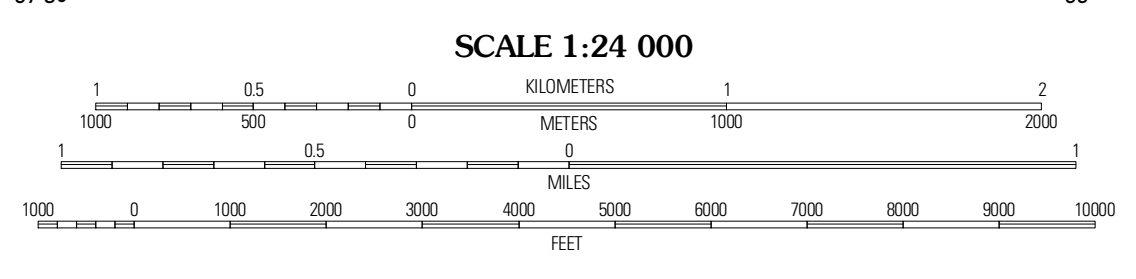 SCALE 1:24 000
1 0.5 0 KILOMETERS 1 2
1000 500 0 METERS 1000 2000
1 0.5 0 1
MILES
1000 0 1000 2000 3000 4000 5000 6000 7000 8000 9000 10000
FEET